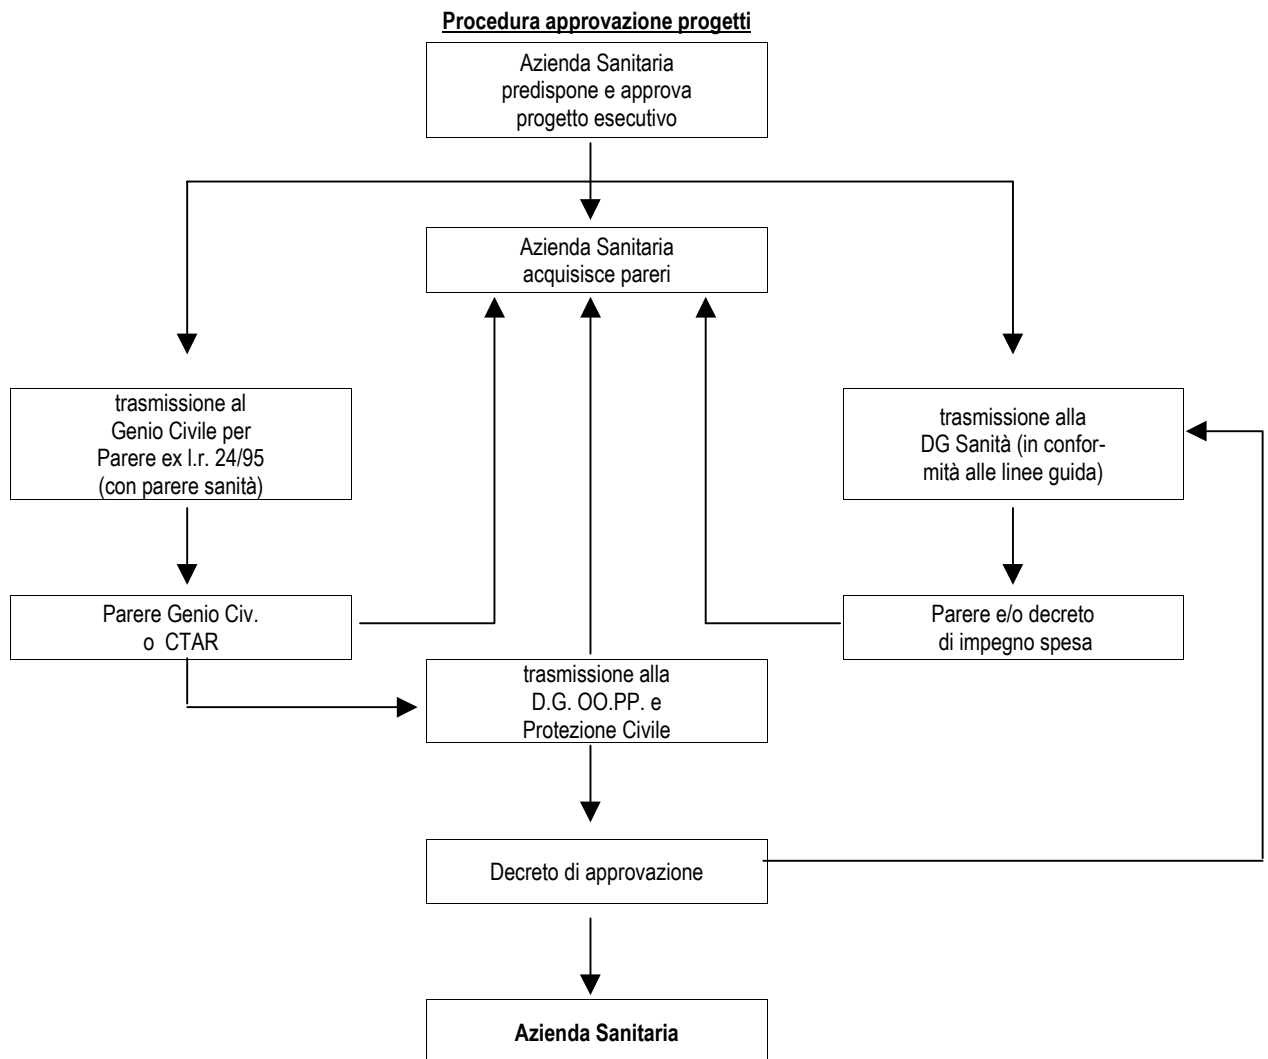 Procedura approvazione progetti
Azienda Sanitaria
predispone e approva
progetto esecutivo
Azienda Sanitaria
acquisisce pareri
trasmissione al
Genio Civile per
Parere ex l.r. 24/95
(con parere sanità)
trasmissione alla
DG Sanità (in confor-
mità alle linee guida)
Parere Genio Civ.
o CTAR
Parere e/o decreto
di impegno spesa
trasmissione alla
D.G. OO.PP. e
Protezione Civile
Decreto di approvazione
Azienda Sanitaria